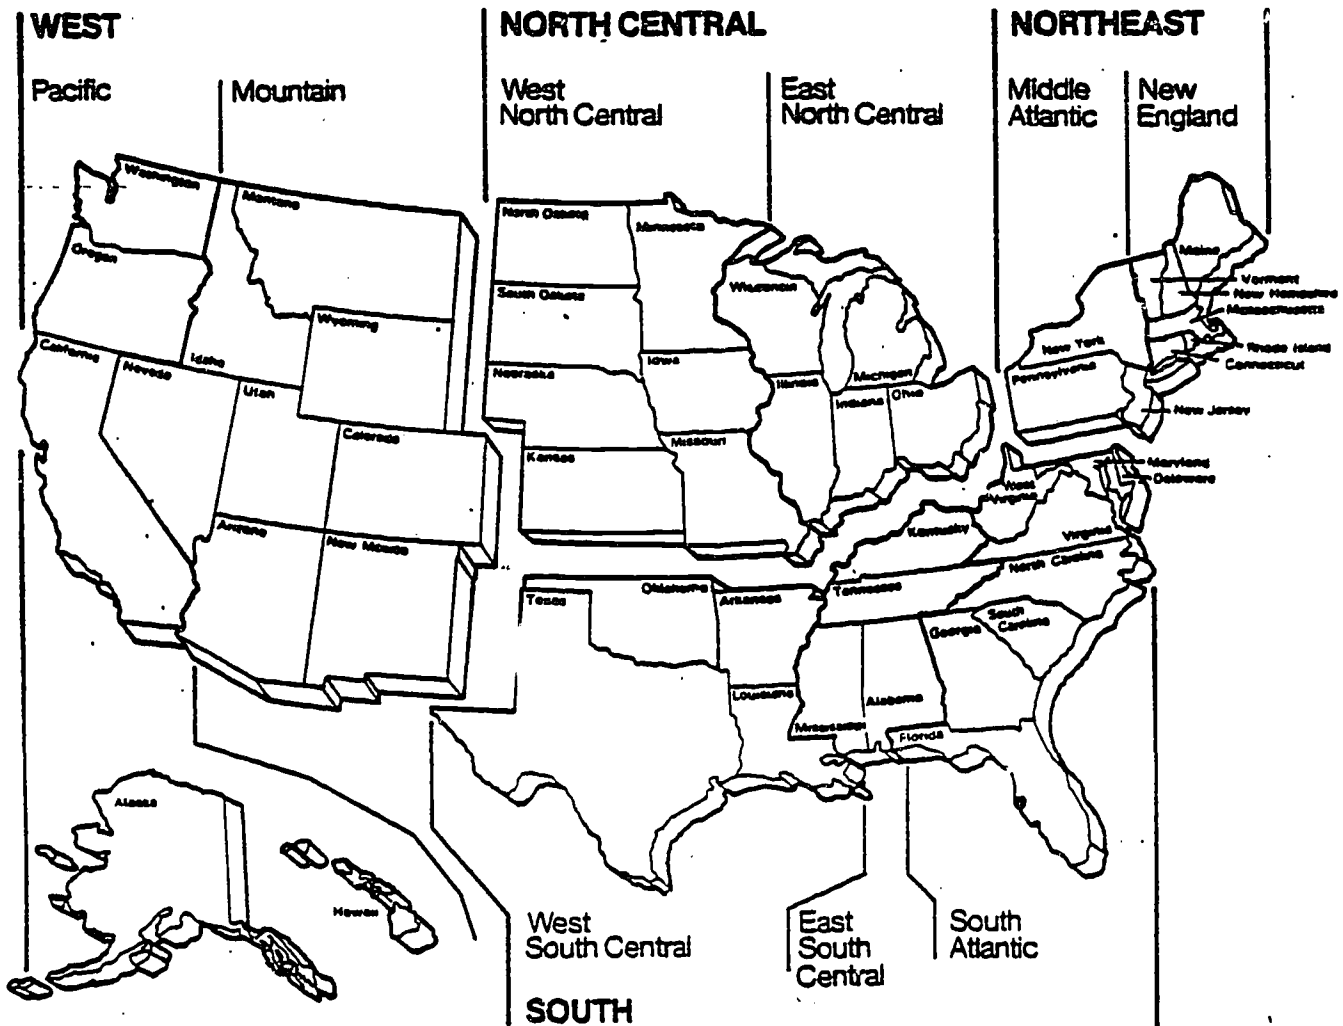 WEST
NORTH CENTRAL
NORTHEAST
Pacific
Mountain
West
North Central
East
North Central
Middle
Atlantic
New
England
Washington
Montana
North Dakota
Minnesota
Maine
Oregon
Vermont
New Hampshire
Massachusetts
South Dakota
Wisconsin
Wyoming
California
Idaho
Nevada
Utah
Nebraska
Iowa
Illinois
Michigan
Indiana
Ohio
New York
Pennsylvania
Rhode Island
Connecticut
New Jersey
Colorado
Kansas
Missouri
Maryland
Delaware
West
Virginia
Arizona
New Mexico
Kentucky
Virginia
North Carolina
Texas
Oklahoma
Arkansas
Tennessee
Georgia
South
Carolina
Louisiana
Mississippi
Alabama
Florida
Alaska
Hawaii
West
South Central
East
South
Central
South
Atlantic
SOUTH